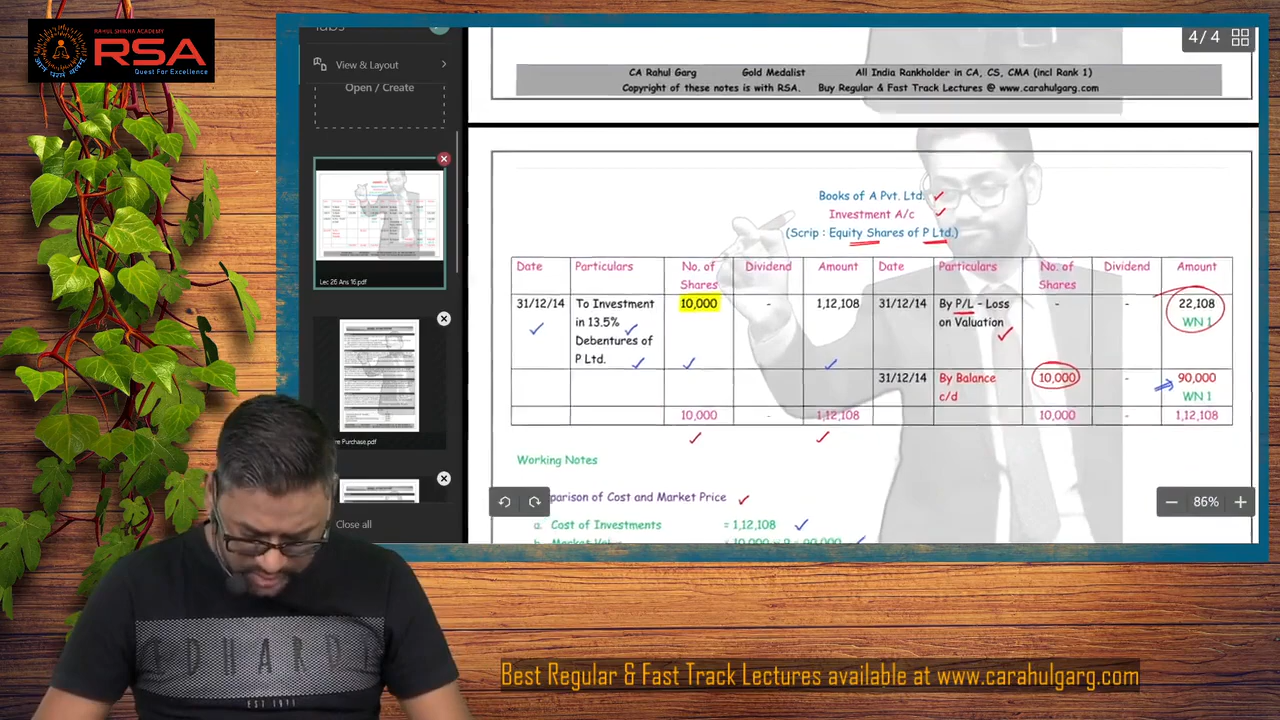 RAHUL SHIKHA ACADEMY
RSA
Quest For Excellence
View & Layout
Open / Create
Lec 26 Ans 16.pdf
re Purchase.pdf
Close all
4/4
CA Rahul Garg Gold Medalist All India Rankholder in CA, CS, CMA (incl Rank 1)
Copyright of these notes is with RSA. Buy Regular & Fast Track Lectures @ www.carahulgarg.com
Books of A Pvt. Ltd.
Investment A/c
(Scrip : Equity Shares of P Ltd.)
Date Particulars No. of Dividend Amount Date Particulars No. of Dividend Amount
Shares Shares
31/12/14 To Investment 10,000 - 1,12,108 31/12/14 By P/L - Loss - - 22,108
in 13.5% on Valuation WN 1
Debentures of
P Ltd.
31/12/14 By Balance 10,000 - 90,000
c/d WN 1
10,000 - 1,12,108 10,000 - 1,12,108
Working Notes
parison of Cost and Market Price
a. Cost of Investments = 1,12,108
86%
EDHARD
EST 1971
Best Regular & Fast Track Lectures available at www.carahulgarg.com